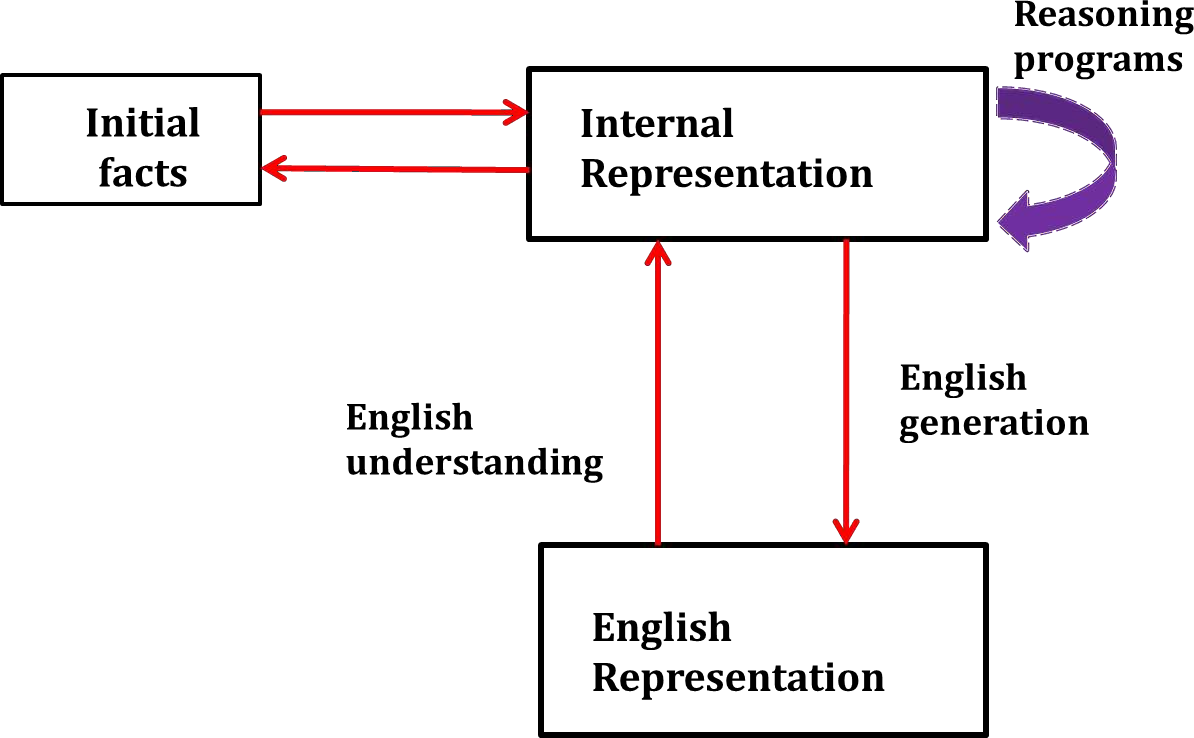 Reasoning
programs
Initial
facts
Internal
Representation
English
understanding
English
generation
English
Representation